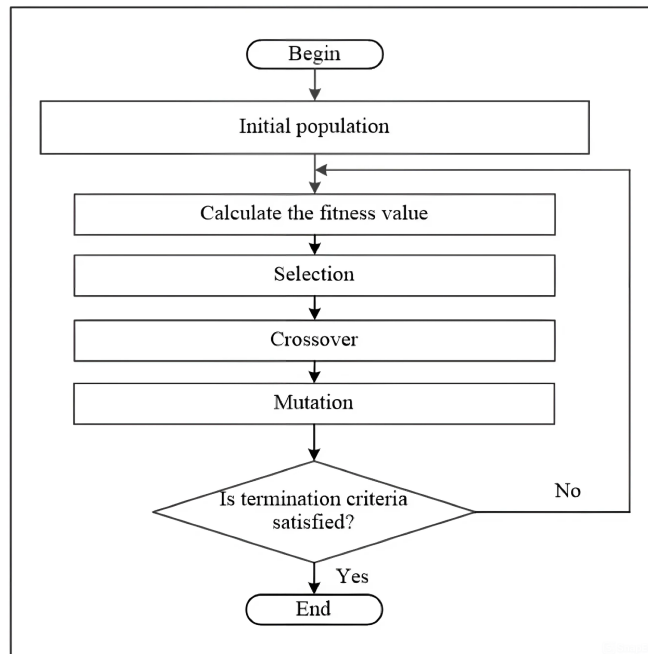 Begin
Initial population
Calculate the fitness value
Selection
Crossover
Mutation
Is termination criteria
satisfied?
No
Yes
End